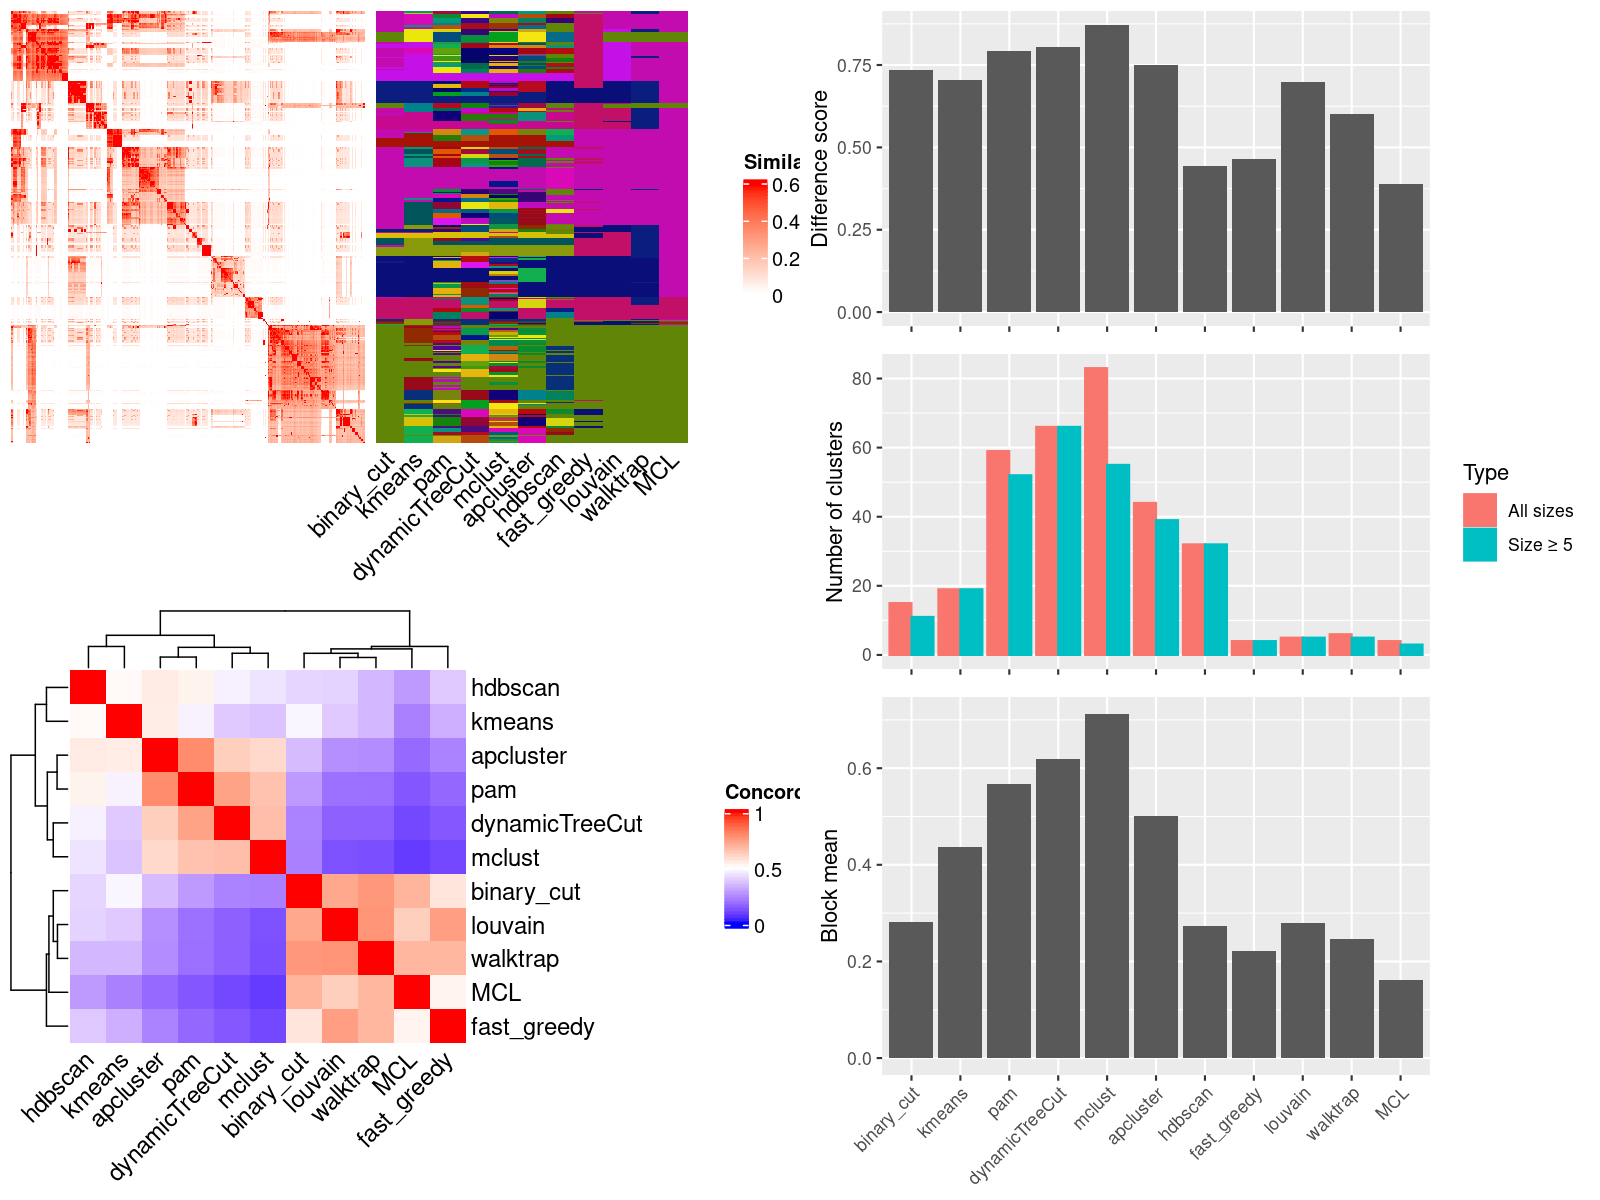 Simila
0.6
0.4
0.2
0
binary_cut
kmeans
pam
dynamicTreeCut
mclust
apcluster
hdbscan
fast_greedy
louvain
walktrap
MCL
Difference score
0.75
0.50
0.25
0.00
Number of clusters
80
60
40
20
0
Type
All sizes
Size ≥ 5
hdbscan
kmeans
apcluster
pam
dynamicTreeCut
mclust
binary_cut
louvain
walktrap
MCL
fast_greedy
hdbscan
kmeans
apcluster
pam
dynamicTreeCut
mclust
binary_cut
louvain
walktrap
MCL
fast_greedy
Concord
1
0.5
0
Block mean
0.6
0.4
0.2
0.0
binary_cut
kmeans
pam
dynamicTreeCut
mclust
apcluster
hdbscan
fast_greedy
louvain
walktrap
MCL